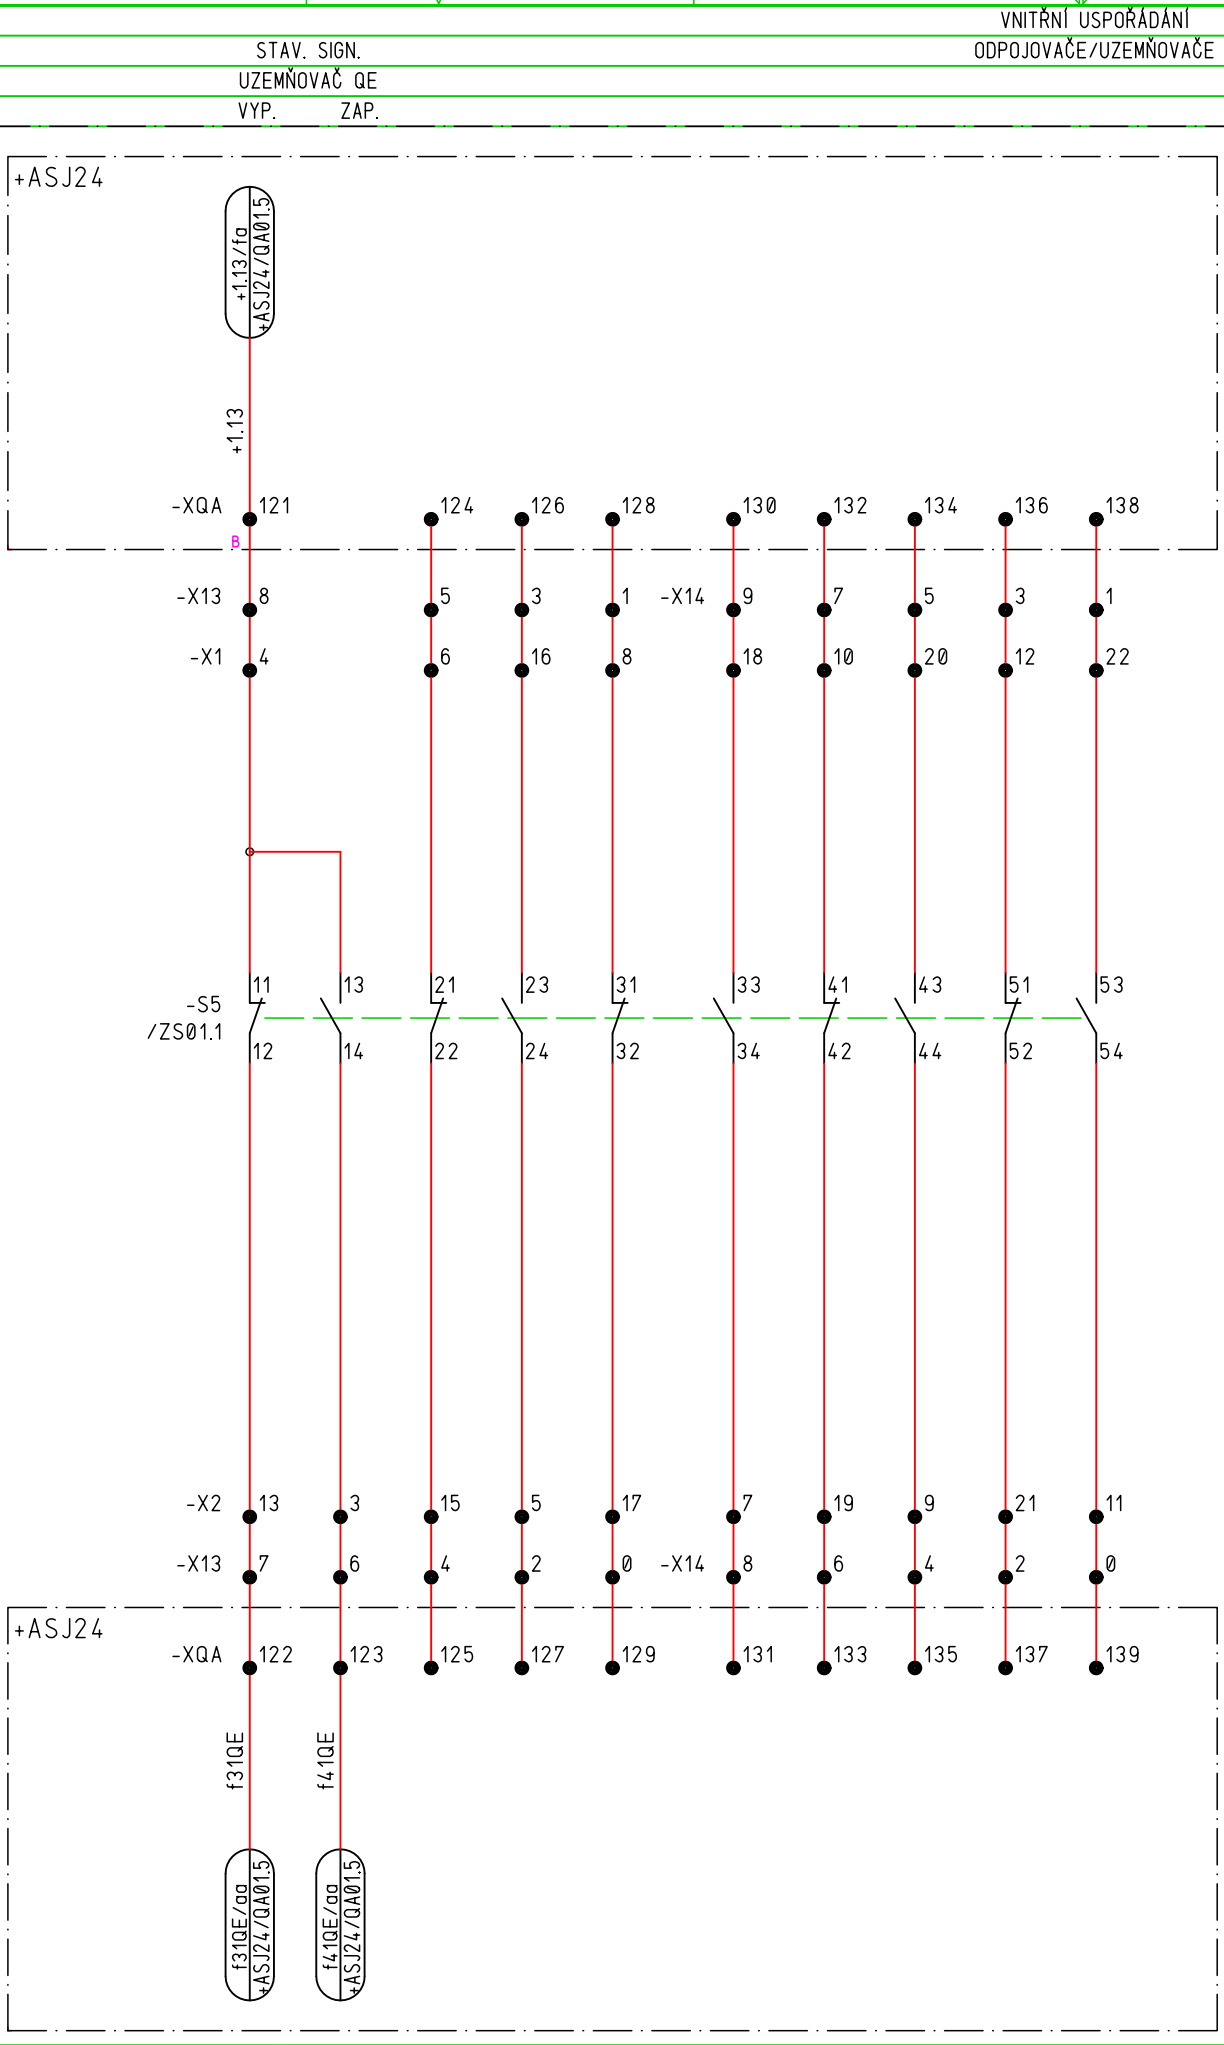 VNITŘNÍ USPOŘÁDÁNÍ
STAV. SIGN. ODPOJOVAČE/UZEMŇOVAČE
UZEMŇOVAČ QE
VYP. ZAP.
+ASJ24
+1.13/fa
+ASJ24/QA01.5
+1.13
-XQA 121 124 126 128 130 132 134 136 138
B
-X13 8 5 3 1 -X14 9 7 5 3 1
-X1 4 6 16 8 18 10 20 12 22
11 13 21 23 31 33 41 43 51 53
-S5
/ZS01.1
12 14 22 24 32 34 42 44 52 54
-X2 13 3 15 5 17 7 19 9 21 11
-X13 7 6 4 2 0 -X14 8 6 4 2 0
+ASJ24
-XQA 122 123 125 127 129 131 133 135 137 139
f31QE f41QE
f31QE/aa
+ASJ24/QA01.5
f41QE/aa
+ASJ24/QA01.5